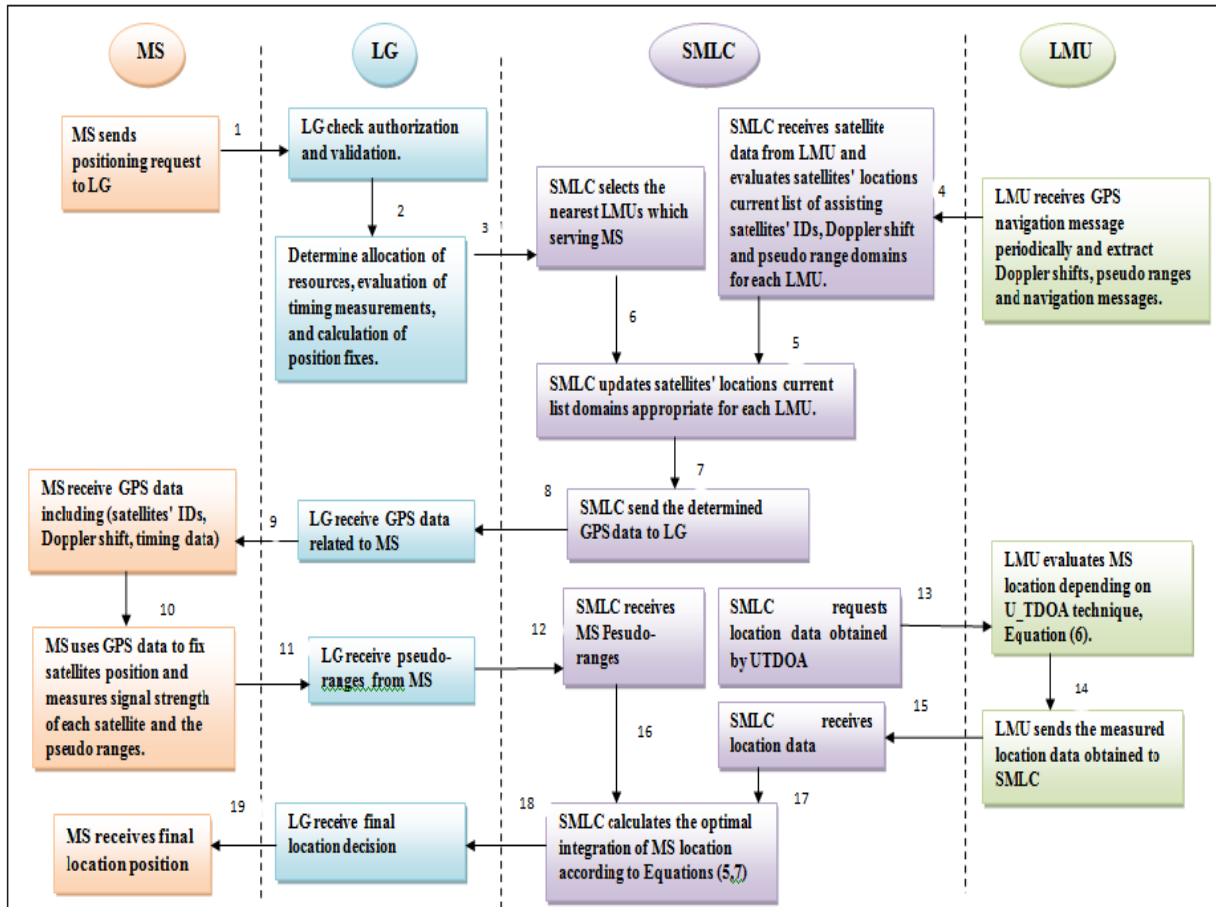 MS
LG
SMLC
LMU
MS sends
positioning request
to LG
1
LG check authorization
and validation.
2
Determine allocation of
resources, evaluation of
timing measurements,
and calculation of
position fixes.
3
SMLC selects the
nearest LMUs which
serving MS
SMLC receives satellite
data from LMU and
evaluates satellites' locations
current list of assisting
satellites' IDs, Doppler shift
and pseudo range domains
for each LMU.
4
LMU receives GPS
navigation message
periodically and extract
Doppler shifts, pseudo ranges
and navigation messages.
6
5
SMLC updates satellites' locations current
list domains appropriate for each LMU.
7
SMLC send the determined
GPS data to LG
8
LG receive GPS data
related to MS
9
MS receive GPS data
including (satellites' IDs,
Doppler shift, timing data)
10
MS uses GPS data to fix
satellites position and
measures signal strength
of each satellite and the
pseudo ranges.
11
LG receive pseudo-
ranges from MS
12
SMLC receives
MS Pesudo-
ranges
SMLC requests
location data obtained
by UTDOA
13
LMU evaluates MS
location depending on
U_TDOA technique,
Equation (6).
14
LMU sends the measured
location data obtained to
SMLC
15
SMLC receives
location data
16
17
SMLC calculates the optimal
integration of MS location
according to Equations (5,7)
18
LG receive final
location decision
19
MS receives final
location position